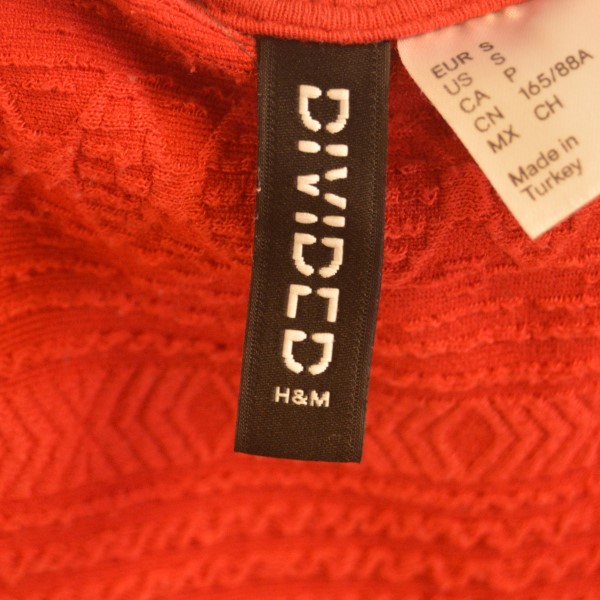 DIVIDED
H&M
EUR S
US S
CA P
CN 165/88A
MX CH
Made in
Turkey